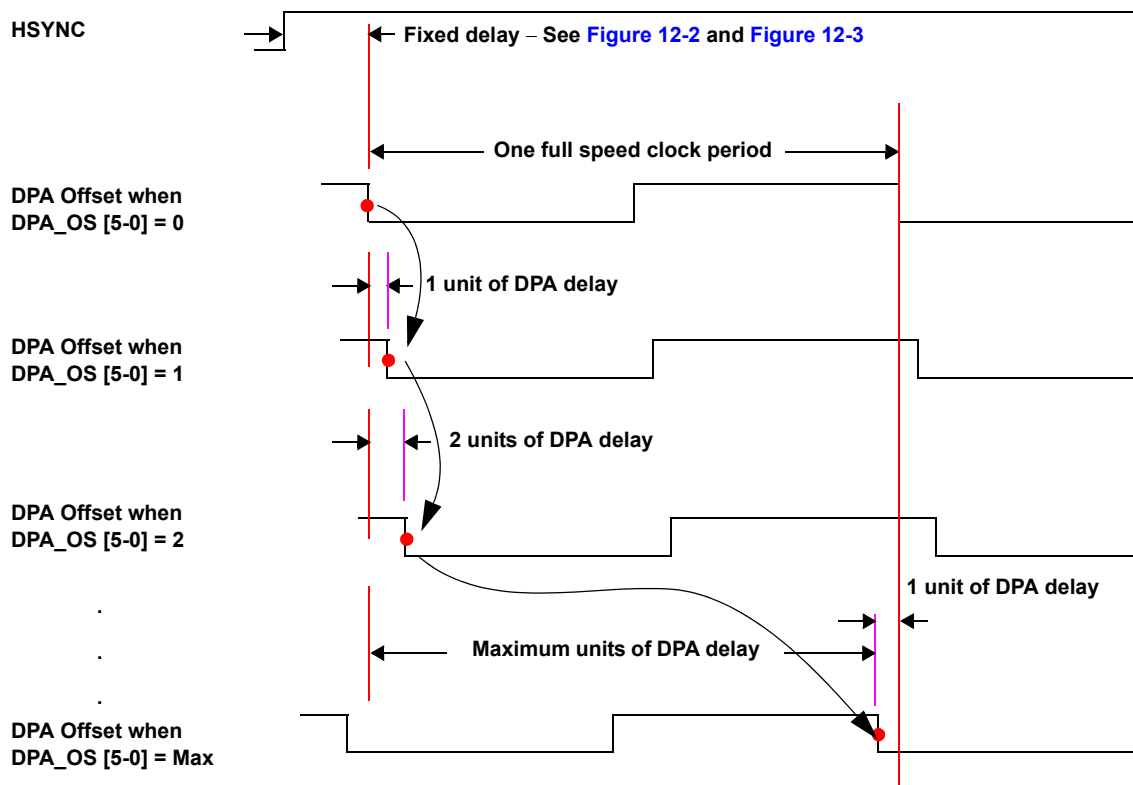 HSYNC
Fixed delay – See Figure 12-2 and Figure 12-3
One full speed clock period
DPA Offset when
DPA_OS [5-0] = 0
1 unit of DPA delay
DPA Offset when
DPA_OS [5-0] = 1
2 units of DPA delay
DPA Offset when
DPA_OS [5-0] = 2
1 unit of DPA delay
.
.
Maximum units of DPA delay
.
DPA Offset when
DPA_OS [5-0] = Max